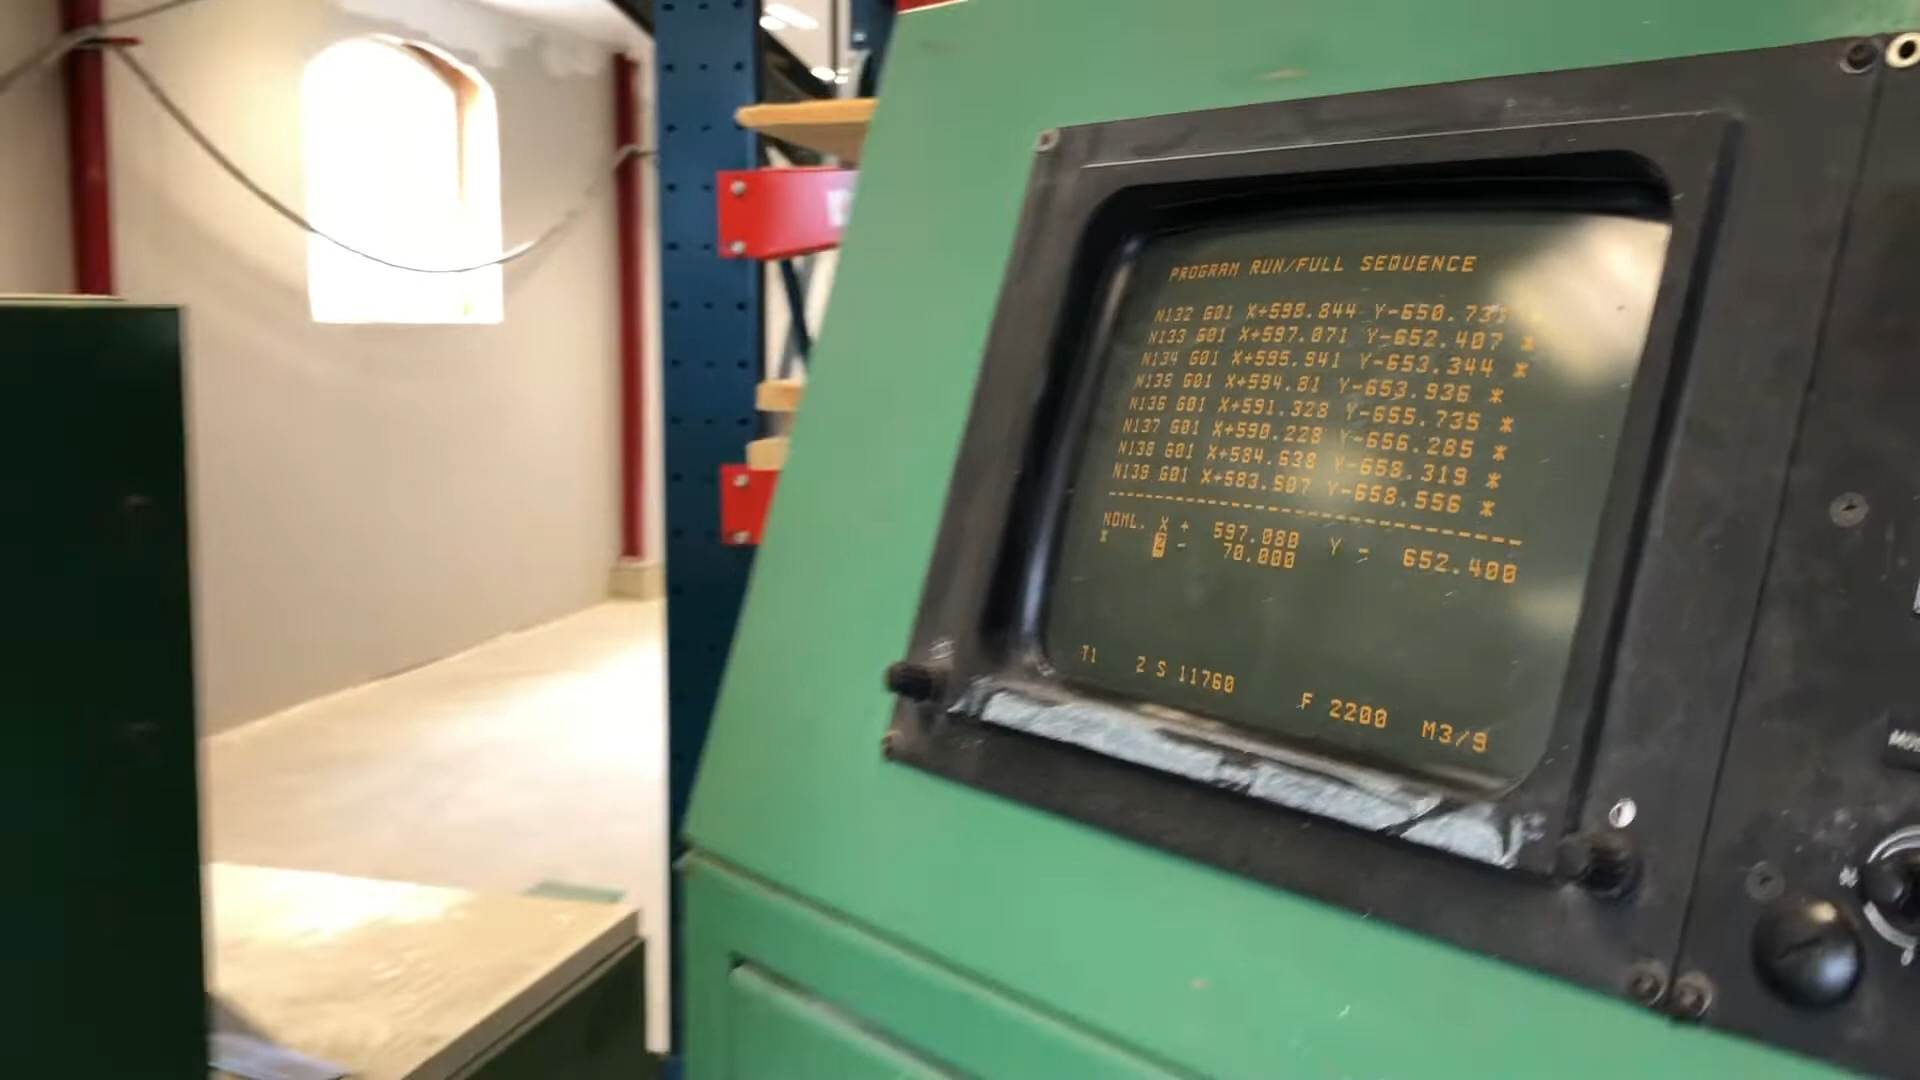 PROGRAM RUN/FULL SEQUENCE
N132 G01 X+598.844 Y-650.731
N133 G01 X+597.071 Y-652.407 *
N134 G01 X+595.941 Y-653.344 *
N135 G01 X+594.81 Y-653.936 *
N136 G01 X+591.328 Y-655.735 *
N137 G01 X+590.228 Y-656.285 *
N138 G01 X+584.638 Y-658.319 *
N139 G01 X+583.507 Y-658.556 *
NOML. X + 597.080 Y - 652.400
* - 70.000
T1 2 S 11760 F 2200 M3/9